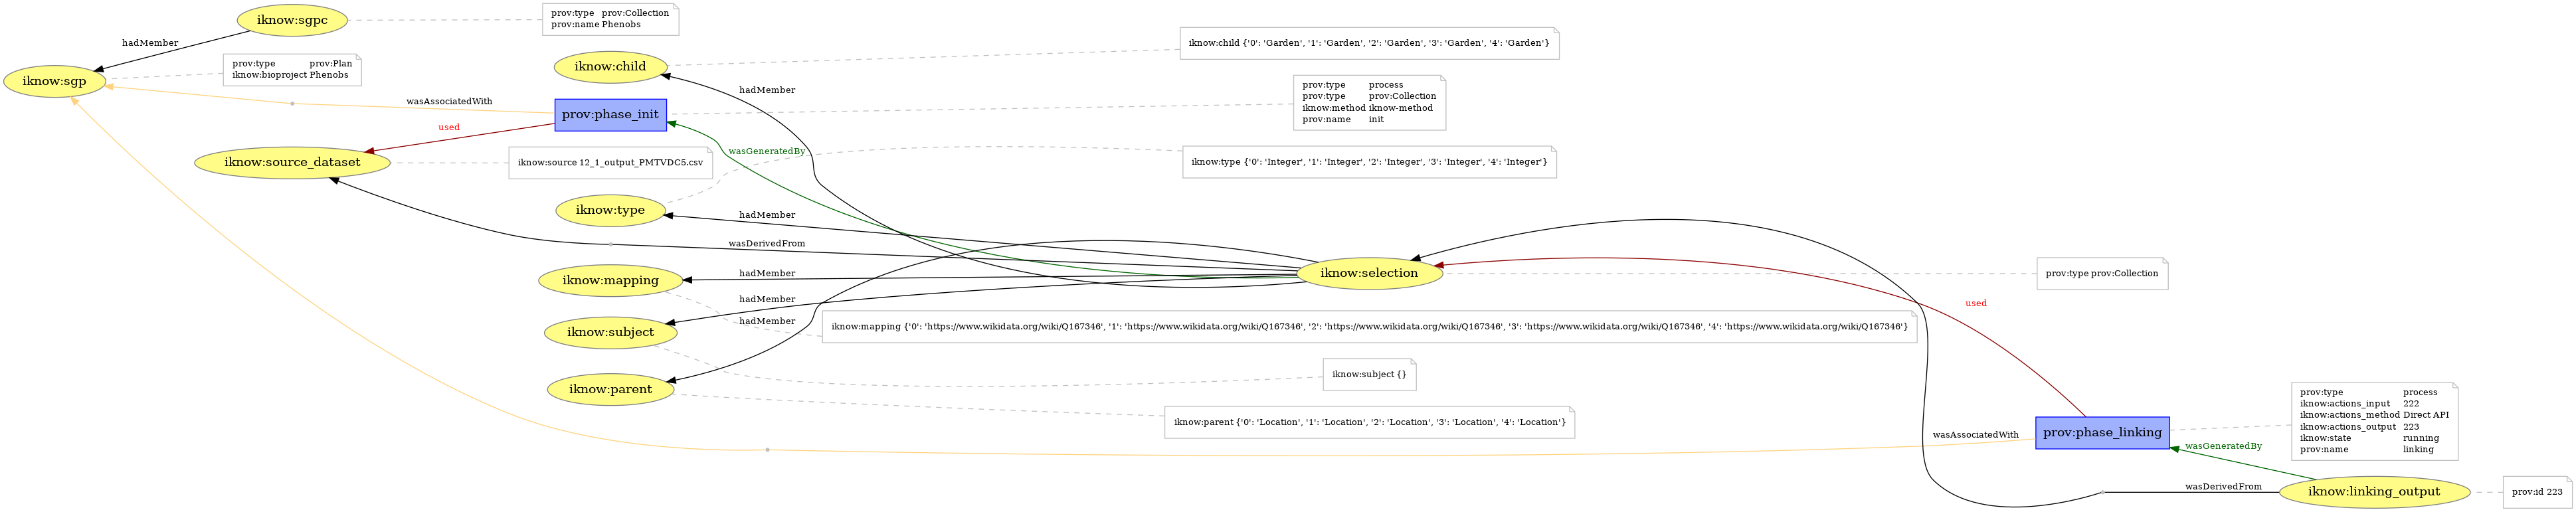 iknow:sgpc
prov:type prov:Collection
prov:name Phenobs
hadMember
iknow:sgp
prov:type prov:Plan
iknow:bioproject Phenobs
iknow:child
iknow:child {'0': 'Garden', '1': 'Garden', '2': 'Garden', '3': 'Garden', '4': 'Garden'}
hadMember
wasAssociatedWith
prov:phase_init
prov:type process
prov:type prov:Collection
iknow:method iknow-method
prov:name init
used
wasGeneratedBy
iknow:source_dataset
iknow:source 12_1_output_PMTVDC5.csv
iknow:type {'0': 'Integer', '1': 'Integer', '2': 'Integer', '3': 'Integer', '4': 'Integer'}
iknow:type
hadMember
wasDerivedFrom
iknow:mapping
hadMember
iknow:selection
prov:type prov:Collection
hadMember
used
iknow:subject
hadMember
iknow:mapping {'0': 'https://www.wikidata.org/wiki/Q167346', '1': 'https://www.wikidata.org/wiki/Q167346', '2': 'https://www.wikidata.org/wiki/Q167346', '3': 'https://www.wikidata.org/wiki/Q167346', '4': 'https://www.wikidata.org/wiki/Q167346'}
iknow:subject {}
iknow:parent
iknow:parent {'0': 'Location', '1': 'Location', '2': 'Location', '3': 'Location', '4': 'Location'}
wasAssociatedWith
prov:phase_linking
prov:type process
iknow:actions_input 222
iknow:actions_method Direct API
iknow:actions_output 223
iknow:state running
prov:name linking
wasGeneratedBy
wasDerivedFrom
iknow:linking_output
prov:id 223